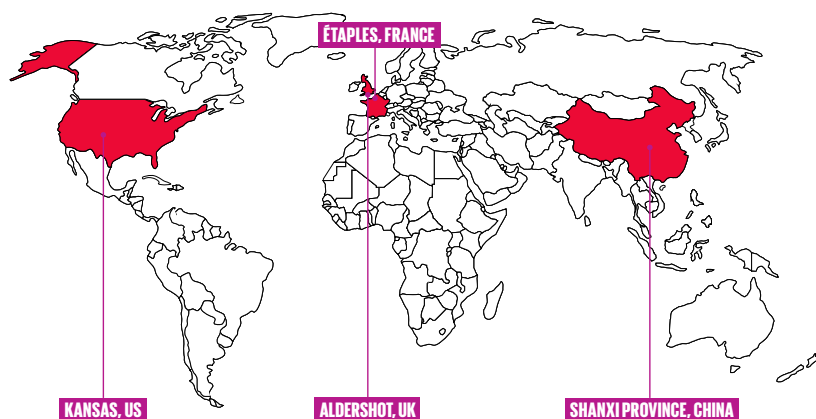 ÉTAPLES, FRANCE
KANSAS, US
ALDERSHOT, UK
SHANXI PROVINCE, CHINA